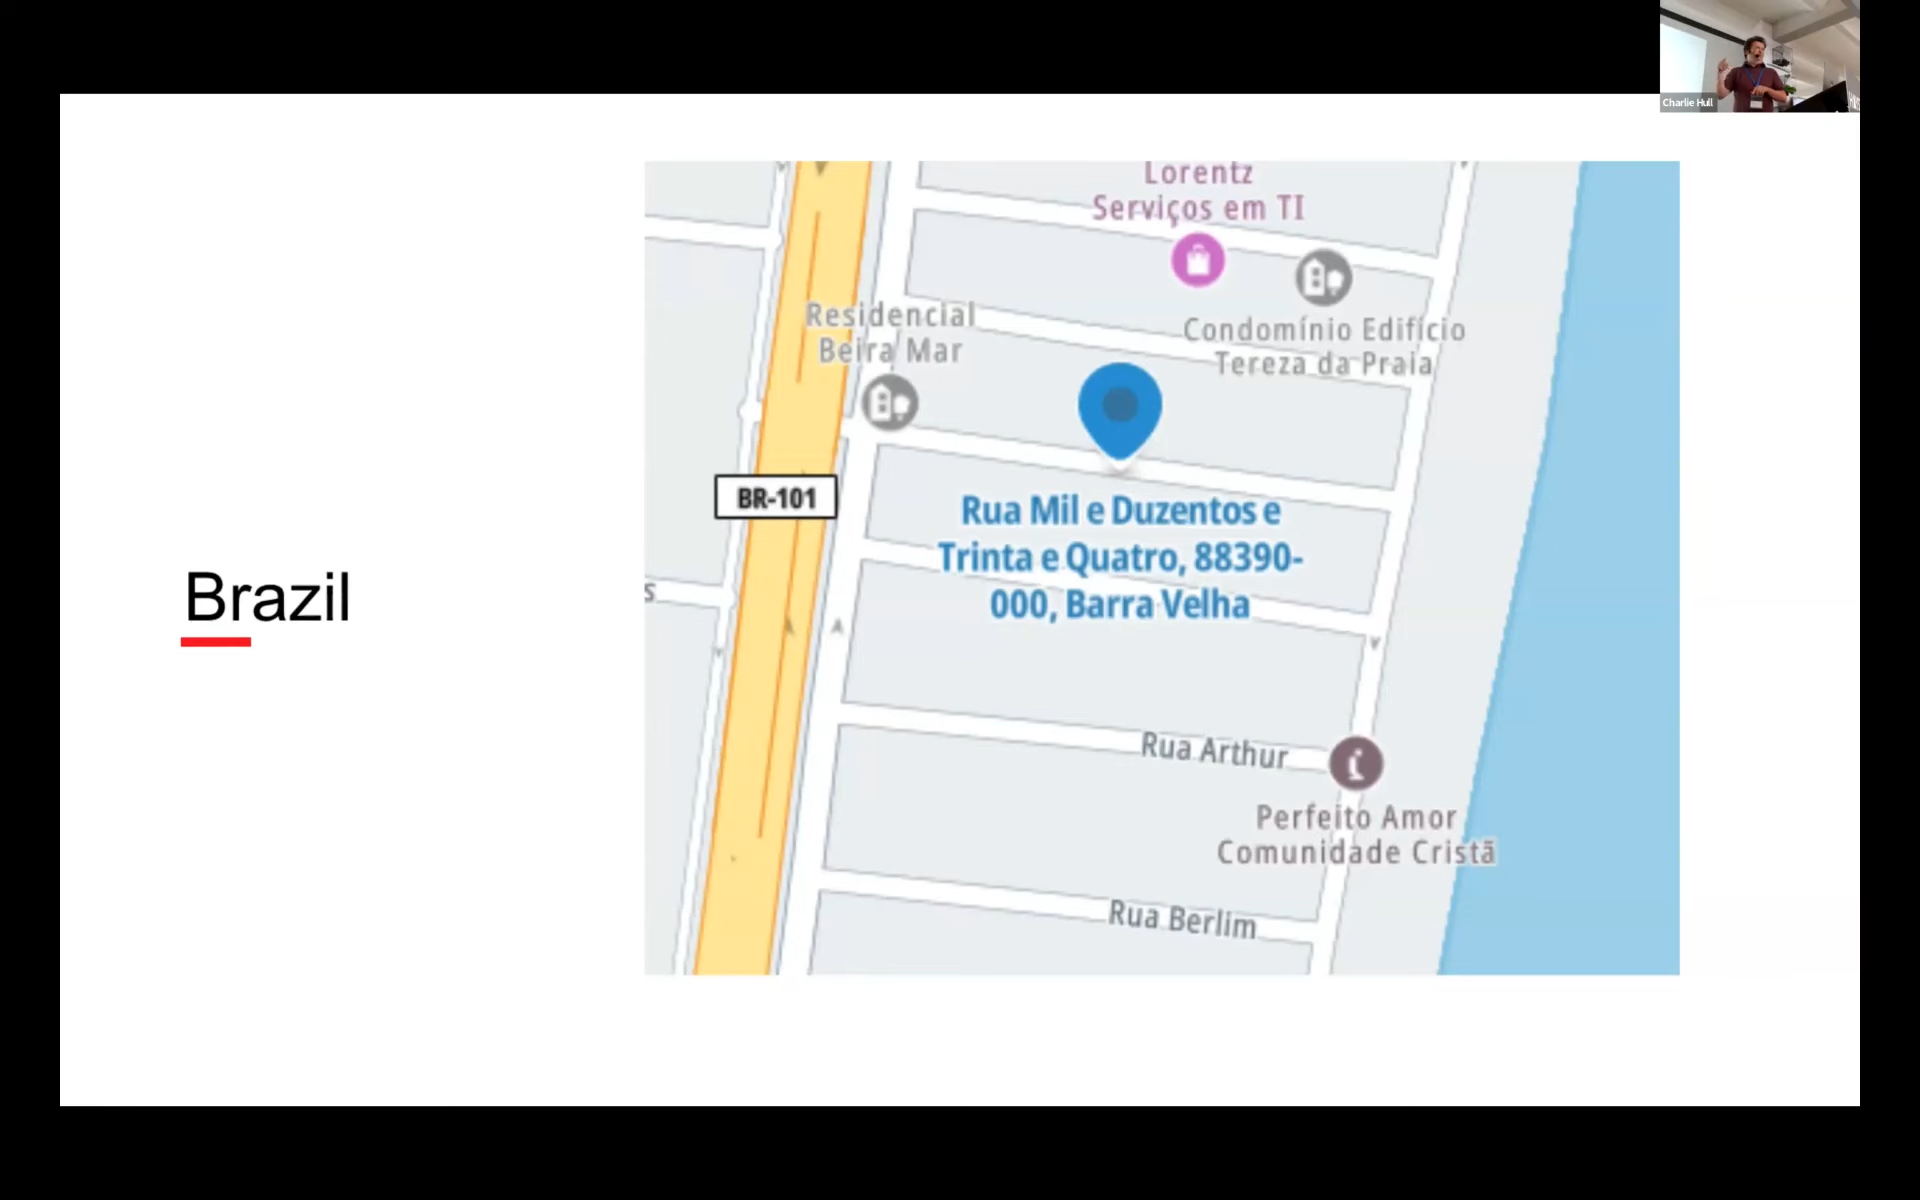 Charlie Hull
Brazil
Lorentz
Serviços em TI
Residencial
Beira Mar
Condomínio Edifício
Tereza da Praia
BR-101
Rua Mil e Duzentos e
Trinta e Quatro, 88390-
000, Barra Velha
s
Rua Arthur
Perfeito Amor
Comunidade Cristã
Rua Berlim